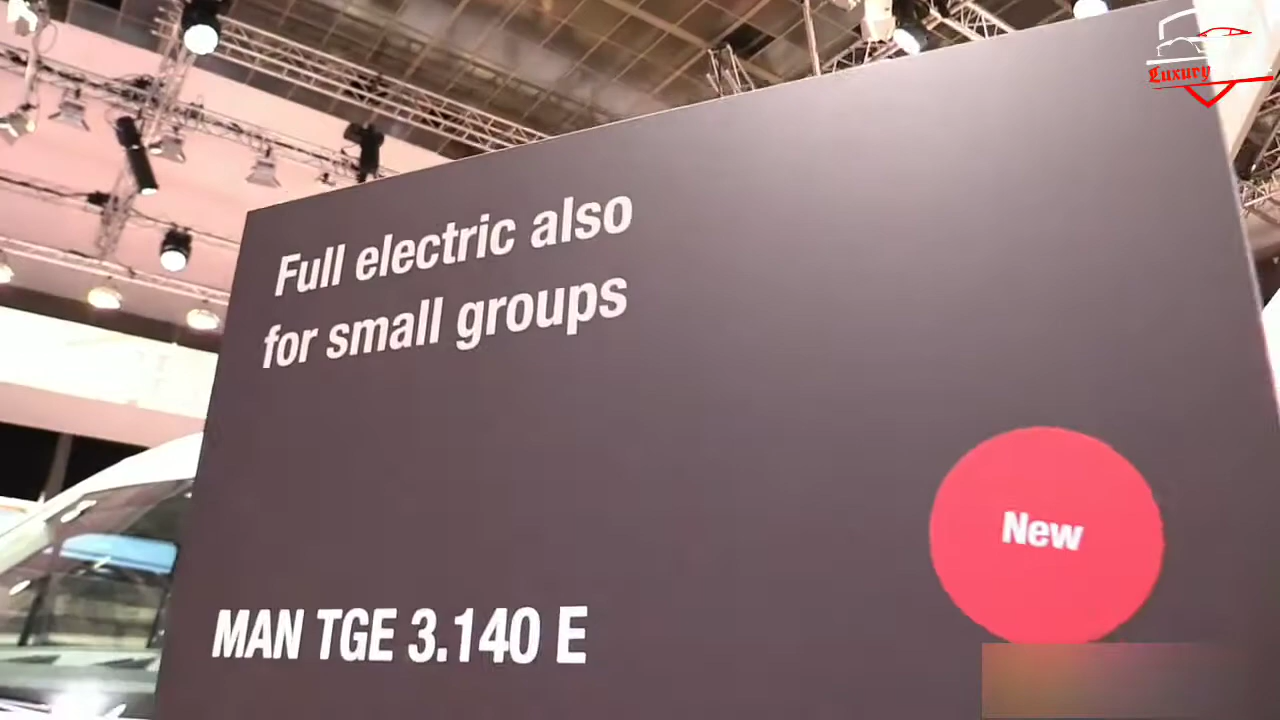 Luxury
Full electric also
for small groups
New
MAN TGE 3.140 E